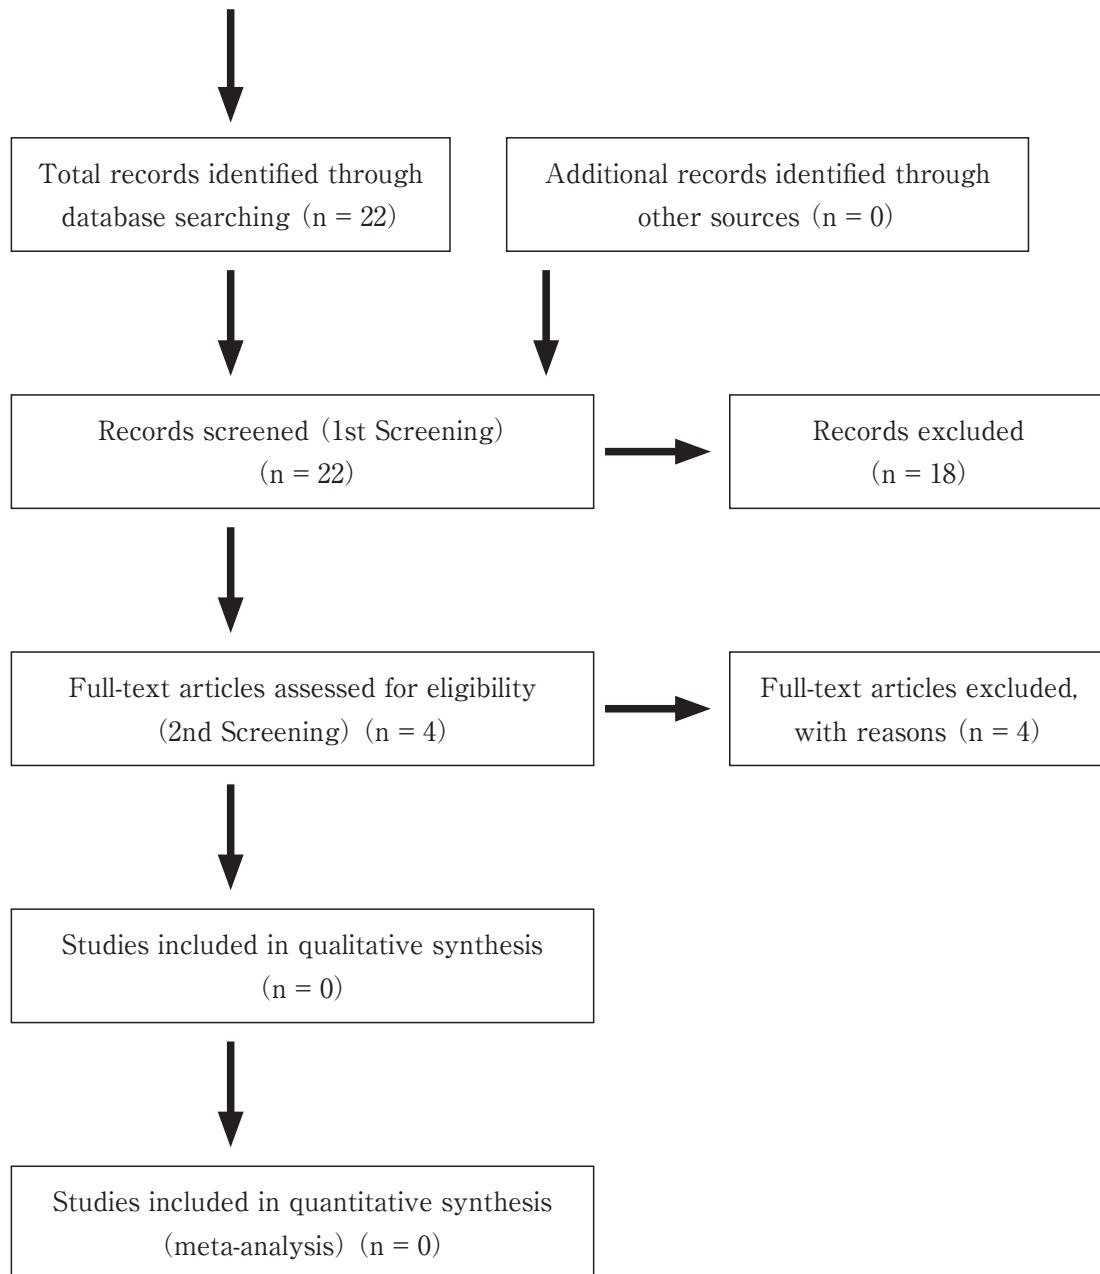 Total records identified through
database searching (n = 22)
Additional records identified through
other sources (n = 0)
Records screened (1st Screening)
(n = 22)
Records excluded
(n = 18)
Full-text articles assessed for eligibility
(2nd Screening) (n = 4)
Full-text articles excluded,
with reasons (n = 4)
Studies included in qualitative synthesis
(n = 0)
Studies included in quantitative synthesis
(meta-analysis) (n = 0)